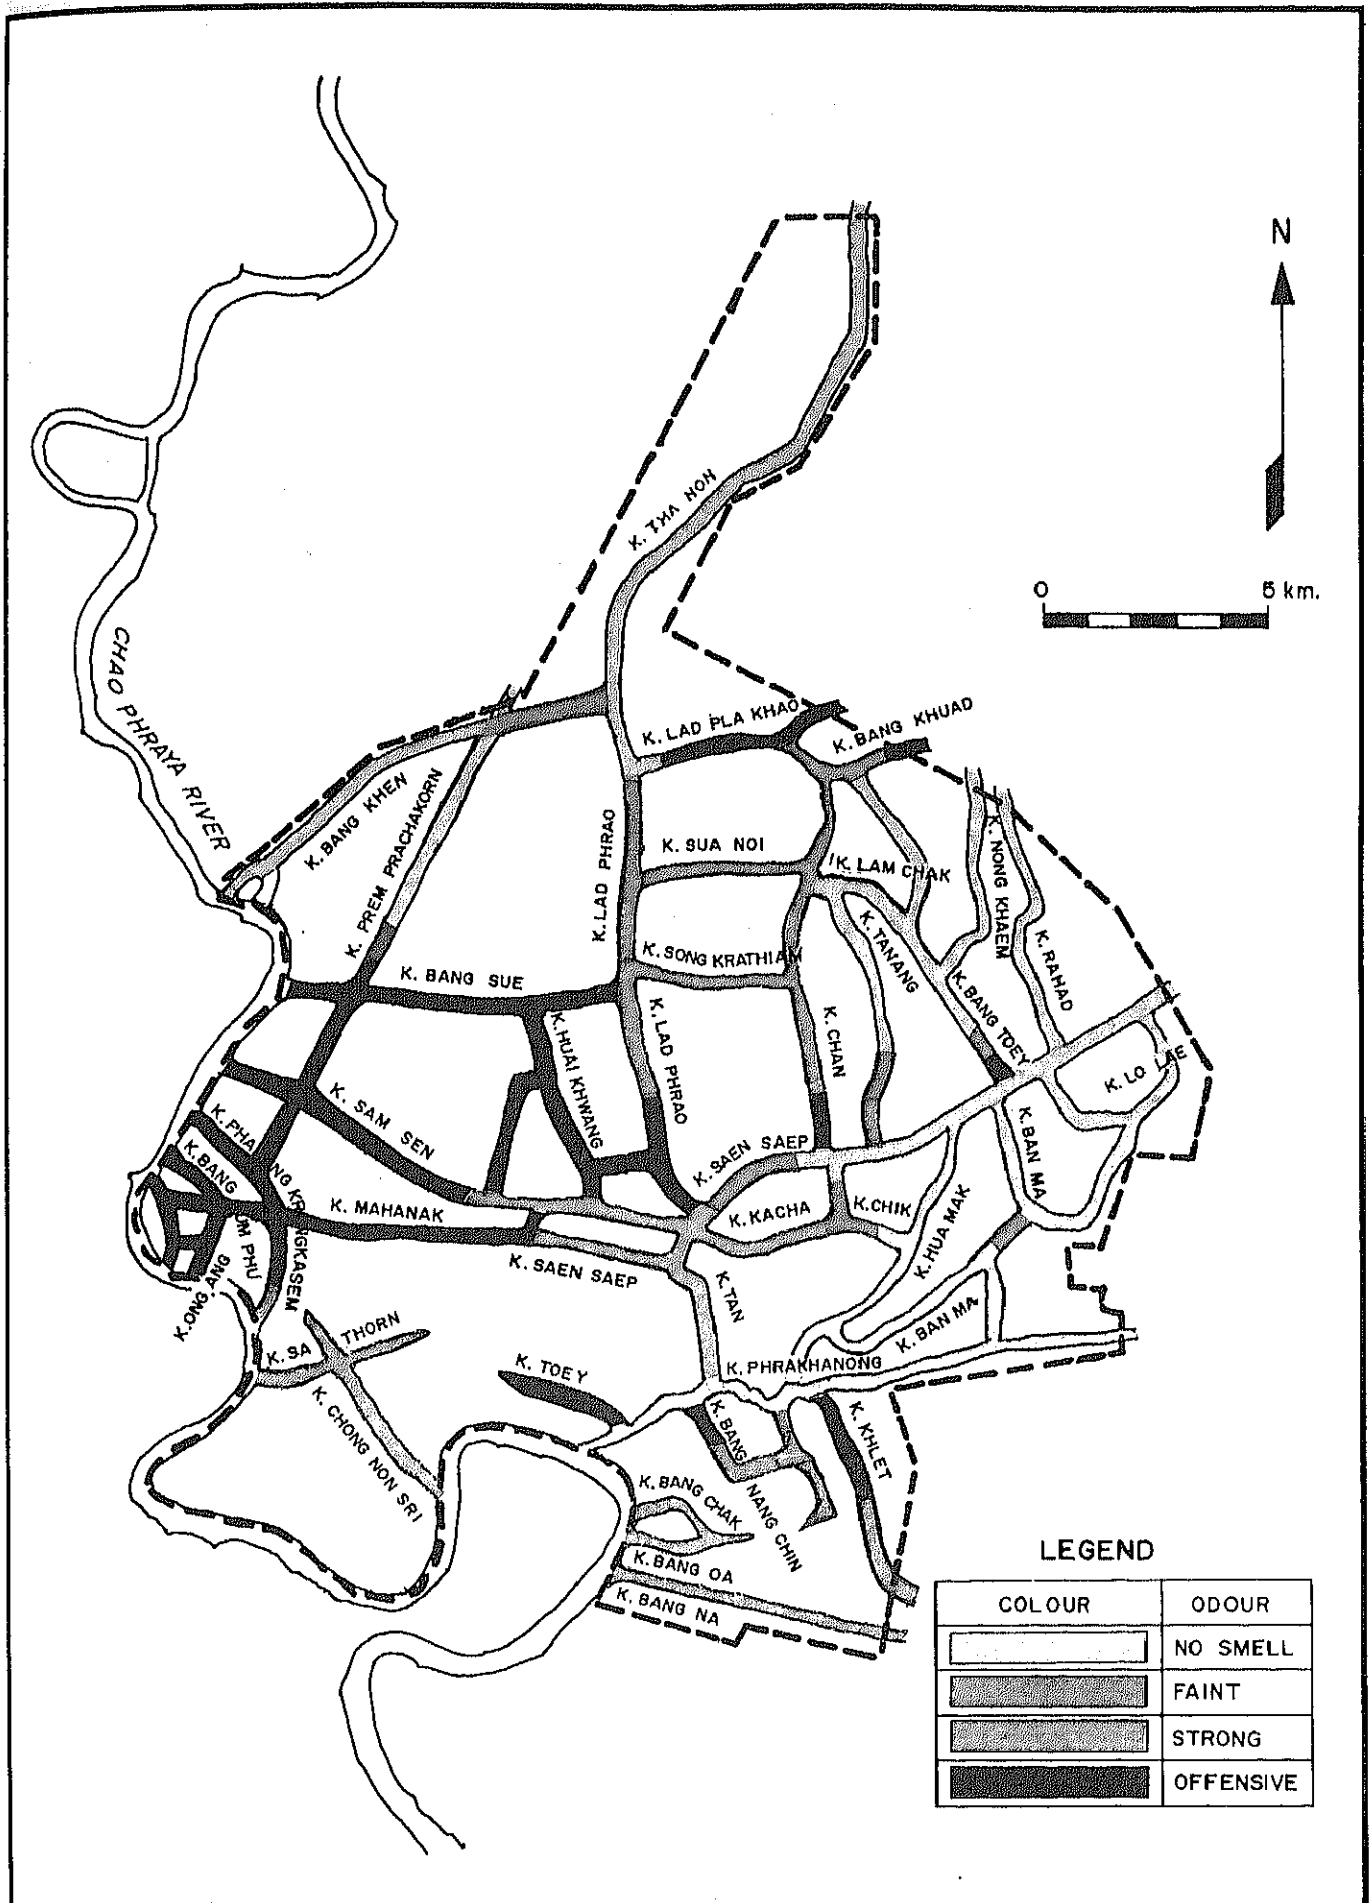 N
0 5 km.
K. THA NON
CHAO PHRAYA RIVER
K. LAD PLA KHAO
K. BANG KHUAD
K. BANG KHEN
K. PREM PRACHAKORN
K. LAD PHRAO
K. SUA NOI
K. LAM CHAK
K. NONG KHAEM
K. RAHAD
K. TANANG
K. BANG TOEY
K. SONG KRATHIAM
K. BANG SUE
K. HUAI KHWANG
K. LAD PHRAO
K. CHAN
K. LO LAE
K. BAN MA
K. SAM SEN
K. PHA
NG KR NGKASEM
K. BANG
UM PHU
K. SAEN SAEP
K. MAHANAK
K. KACHA
K. CHIK
K. HUA MAK
K. ONG ANG
K. SAEN SAEP
K. TAN
K. BAN MA
K. SA THORN
K. TOEY
K. PHRAKHANONG
K. CHONG NON SRI
K. BANG NANG CHIN
K. KHLET
K. BANG CHAK
K. BANG OA
K. BANG NA
LEGEND
COLOUR ODOUR
NO SMELL
FAINT
STRONG
OFFENSIVE